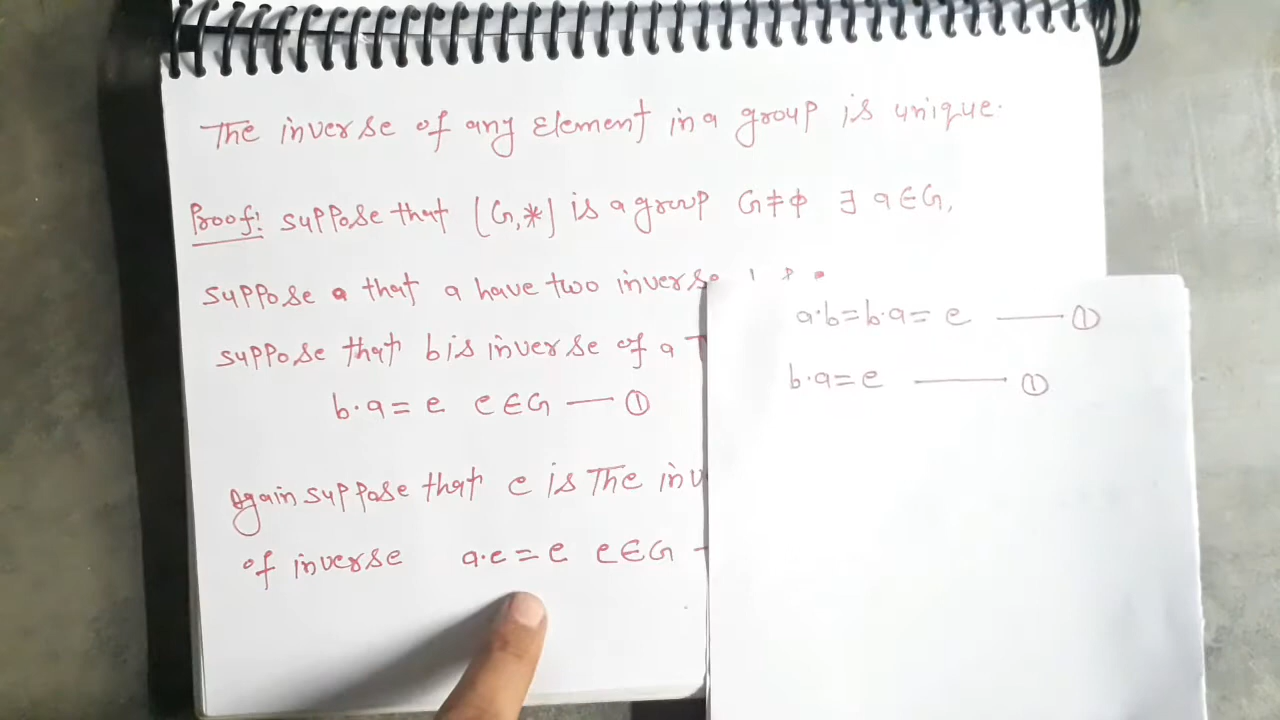 The inverse of any Element in a group is unique.
Proof: suppose that (G,*) is a group G≠ϕ ∃ a∈G,
suppose a that a have two inverse
suppose that b is inverse of a
b·a = e e∈G — ①
Again suppose that c is The inv
of inverse a·c = e e∈G —
a·b = b·a = e — ①
b·a = e — ①